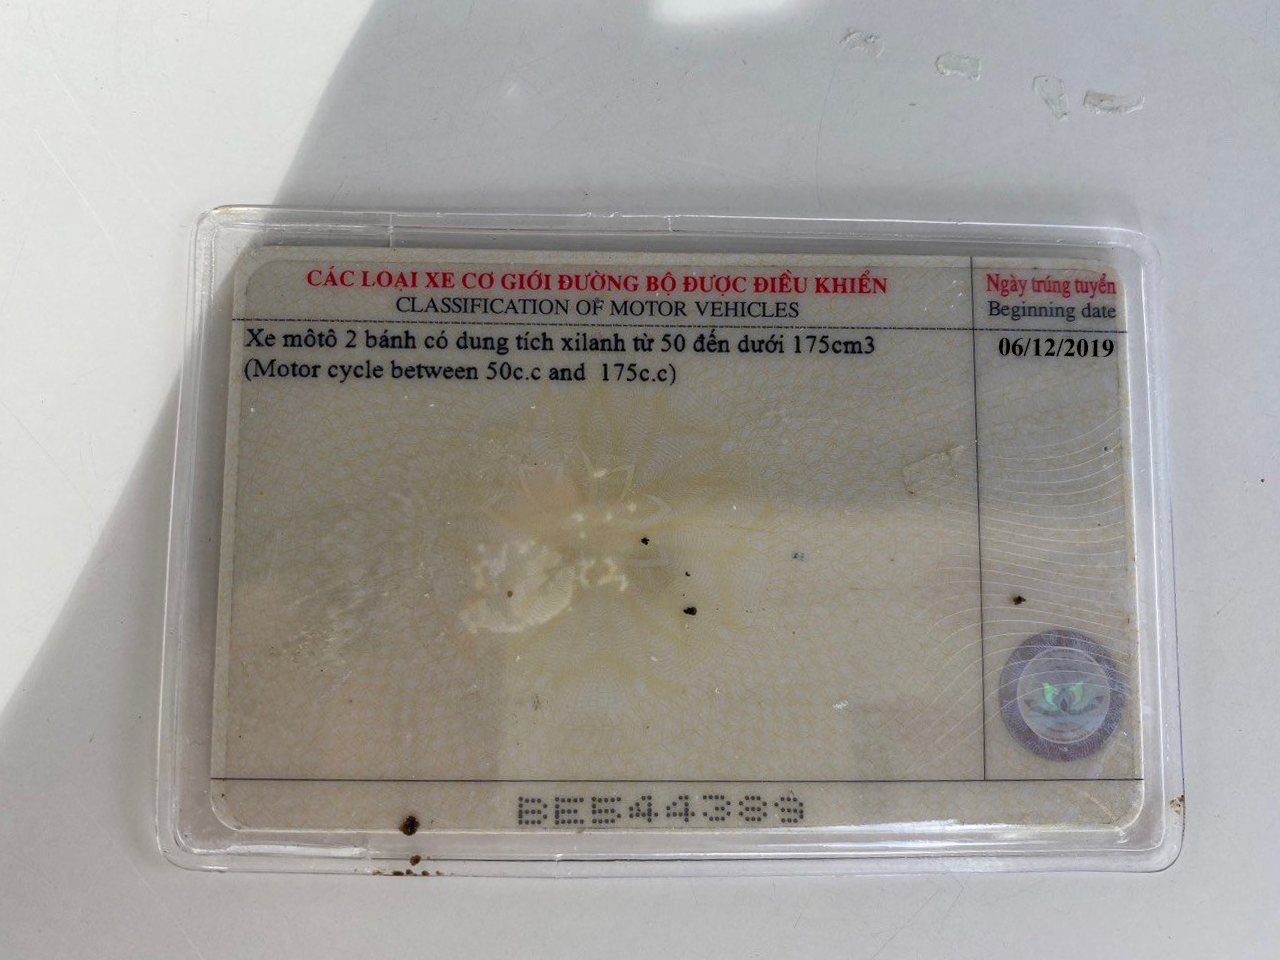 CÁC LOẠI XE CƠ GIỚI ĐƯỜNG BỘ ĐƯỢC ĐIỀU KHIỂN
CLASSIFICATION OF MOTOR VEHICLES
Ngày trúng tuyển
Beginning date
Xe môtô 2 bánh có dung tích xilanh từ 50 đến dưới 175cm3
(Motor cycle between 50c.c and 175c.c)
06/12/2019
BE544389